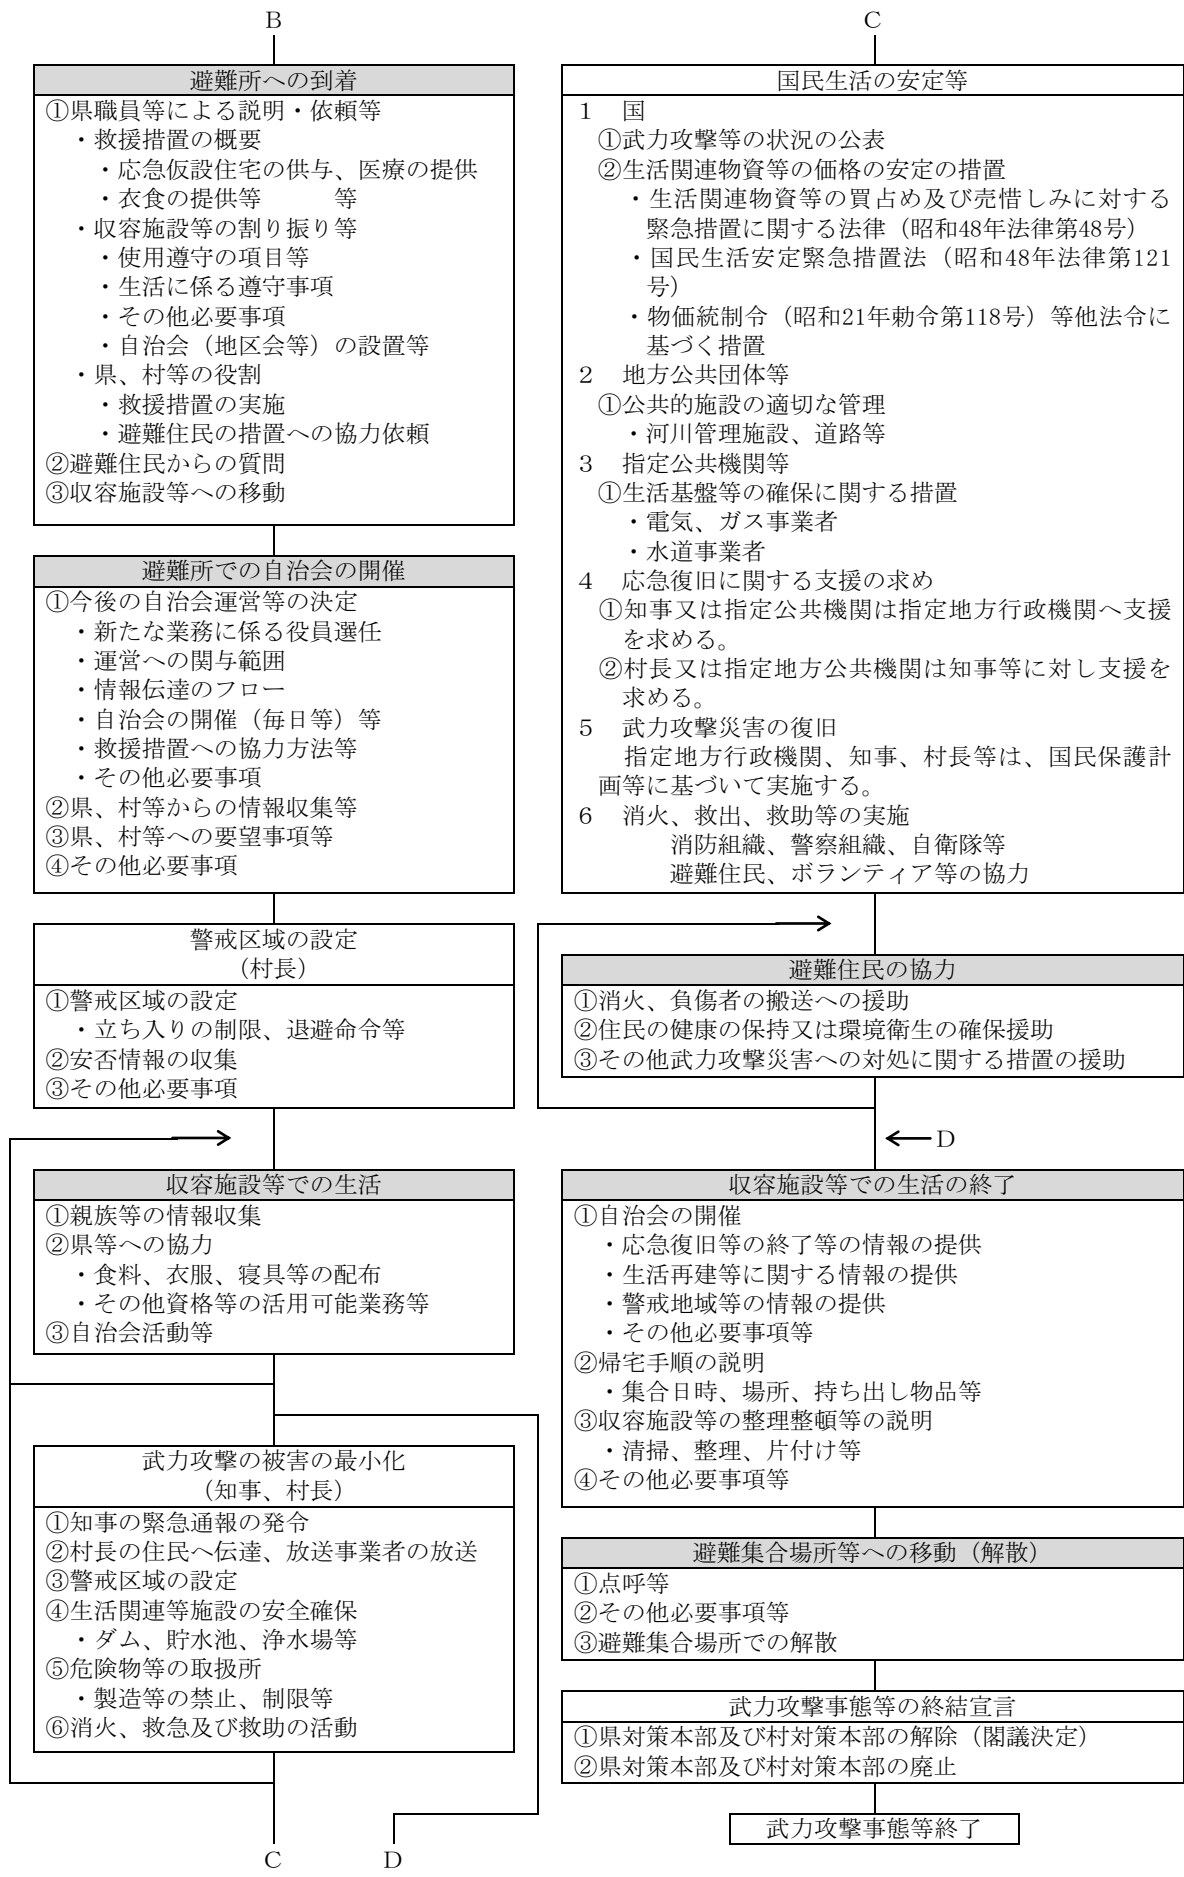 B
避難所への到着
①県職員等による説明・依頼等
・救援措置の概要
・応急仮設住宅の供与、医療の提供
・衣食の提供等　　　等
・収容施設等の割り振り等
・使用遵守の項目等
・生活に係る遵守事項
・その他必要事項
・自治会（地区会等）の設置等
・県、村等の役割
・救援措置の実施
・避難住民の措置への協力依頼
②避難住民からの質問
③収容施設等への移動
避難所での自治会の開催
①今後の自治会運営等の決定
・新たな業務に係る役員選任
・運営への関与範囲
・情報伝達のフロー
・自治会の開催（毎日等）等
・救援措置への協力方法等
・その他必要事項
②県、村等からの情報収集等
③県、村等への要望事項等
④その他必要事項
警戒区域の設定
（村長）
①警戒区域の設定
・立ち入りの制限、退避命令等
②安否情報の収集
③その他必要事項
収容施設等での生活
①親族等の情報収集
②県等への協力
・食料、衣服、寝具等の配布
・その他資格等の活用可能業務等
③自治会活動等
武力攻撃の被害の最小化
（知事、村長）
①知事の緊急通報の発令
②村長の住民へ伝達、放送事業者の放送
③警戒区域の設定
④生活関連等施設の安全確保
・ダム、貯水池、浄水場等
⑤危険物等の取扱所
・製造等の禁止、制限等
⑥消火、救急及び救助の活動
C
D
C
国民生活の安定等
１　国
①武力攻撃等の状況の公表
②生活関連物資等の価格の安定の措置
・生活関連物資等の買占め及び売惜しみに対する
緊急措置に関する法律（昭和48年法律第48号）
・国民生活安定緊急措置法（昭和48年法律第121
号）
・物価統制令（昭和21年勅令第118号）等他法令に
基づく措置
２　地方公共団体等
①公共的施設の適切な管理
・河川管理施設、道路等
３　指定公共機関等
①生活基盤等の確保に関する措置
・電気、ガス事業者
・水道事業者
４　応急復旧に関する支援の求め
①知事又は指定公共機関は指定地方行政機関へ支援
を求める。
②村長又は指定地方公共機関は知事等に対し支援を
求める。
５　武力攻撃災害の復旧
指定地方行政機関、知事、村長等は、国民保護計
画等に基づいて実施する。
６　消火、救出、救助等の実施
消防組織、警察組織、自衛隊等
避難住民、ボランティア等の協力
避難住民の協力
①消火、負傷者の搬送への援助
②住民の健康の保持又は環境衛生の確保援助
③その他武力攻撃災害への対処に関する措置の援助
D
収容施設等での生活の終了
①自治会の開催
・応急復旧等の終了等の情報の提供
・生活再建等に関する情報の提供
・警戒地域等の情報の提供
・その他必要事項等
②帰宅手順の説明
・集合日時、場所、持ち出し物品等
③収容施設等の整理整頓等の説明
・清掃、整理、片付け等
④その他必要事項等
避難集合場所等への移動（解散）
①点呼等
②その他必要事項等
③避難集合場所での解散
武力攻撃事態等の終結宣言
①県対策本部及び村対策本部の解除（閣議決定）
②県対策本部及び村対策本部の廃止
武力攻撃事態等終了